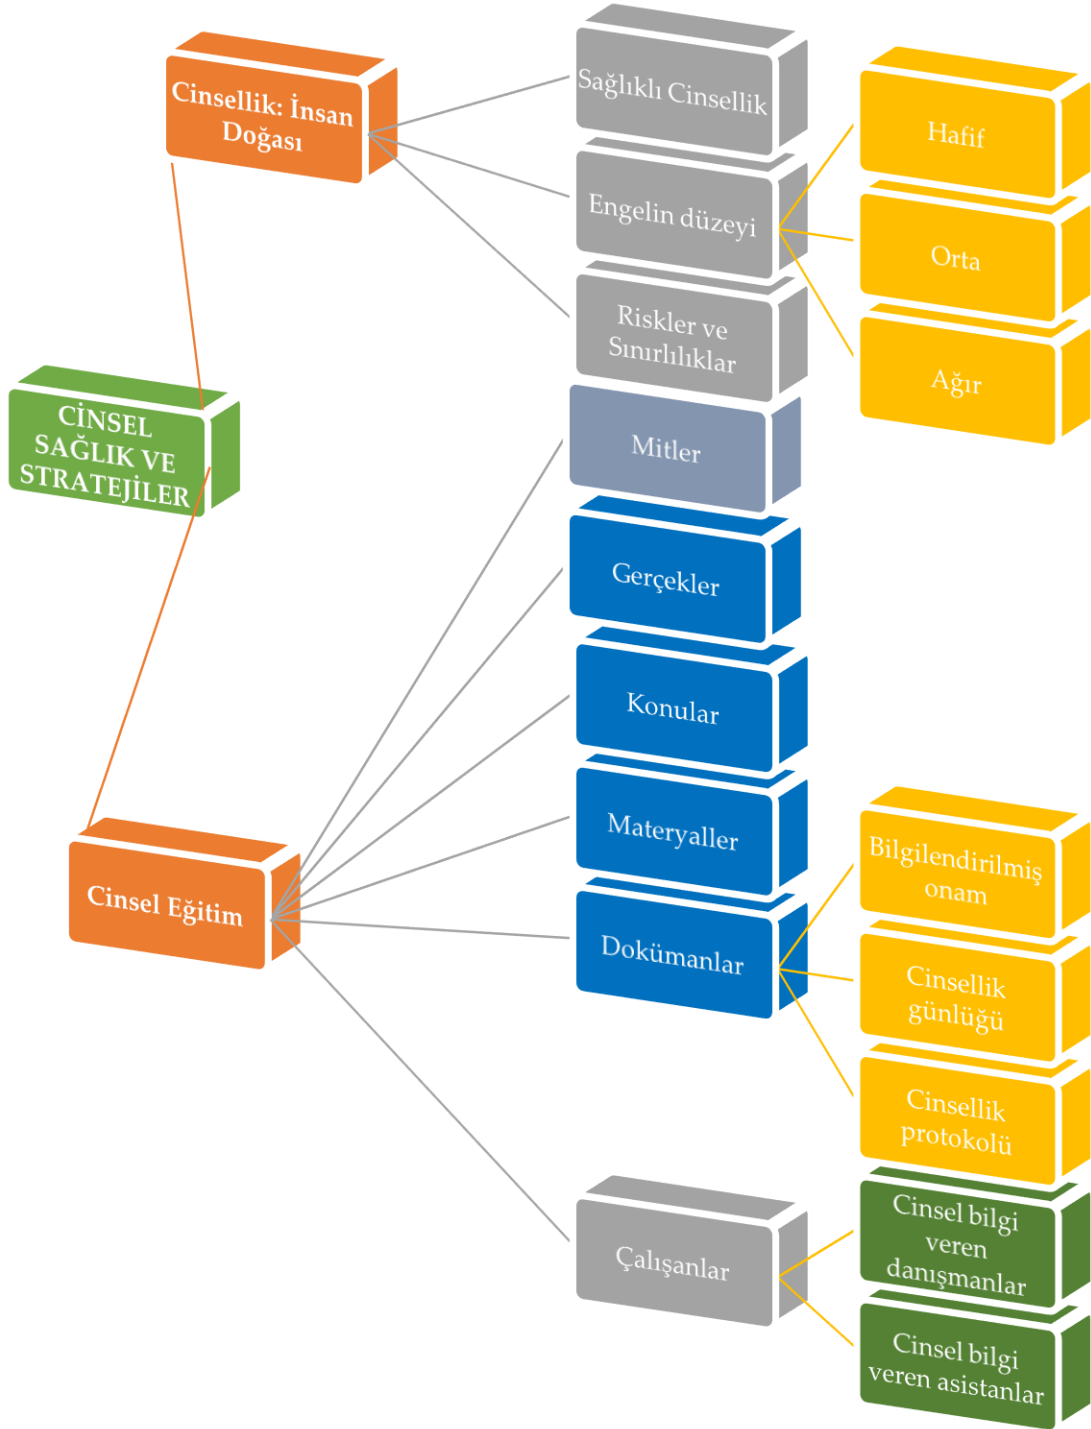 Cinsellik: İnsan
Doğası
Sağlıklı Cinsellik
Engelin düzeyi
Riskler ve
Sınırlılıklar
Hafif
Orta
Ağır
CİNSEL
SAĞLIK VE
STRATEJİLER
Mitler
Gerçekler
Konular
Materyaller
Dokümanlar
Cinsel Eğitim
Bilgilendirilmiş
onam
Cinsellik
günlüğü
Cinsellik
protokolü
Çalışanlar
Cinsel bilgi
veren
danışmanlar
Cinsel bilgi
veren asistanlar